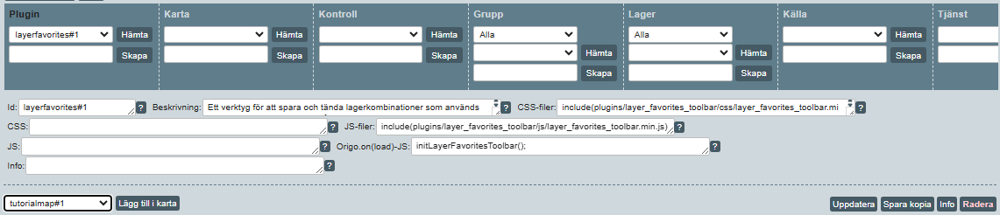 Plugin Karta Kontroll Grupp Lager Källa Tjänst
layerfavorites#1 Hämta Hämta Hämta Alla Alla Hämta
Skapa Skapa Skapa Hämta Hämta Skapa
Skapa Skapa
Id: layerfavorites#1 ? Beskrivning: Ett verktyg för att spara och tända lagerkombinationer som används ? CSS-filer: include(plugins/layer_favorites_toolbar/css/layer_favorites_toolbar.mi ?
CSS: ? JS-filer: include(plugins/layer_favorites_toolbar/js/layer_favorites_toolbar.min.js) ?
JS: ? Origo.on(load)-JS: initLayerFavoritesToolbar(); ?
Info: ?
tutorialmap#1 Lägg till i karta Uppdatera Spara kopia Info Radera